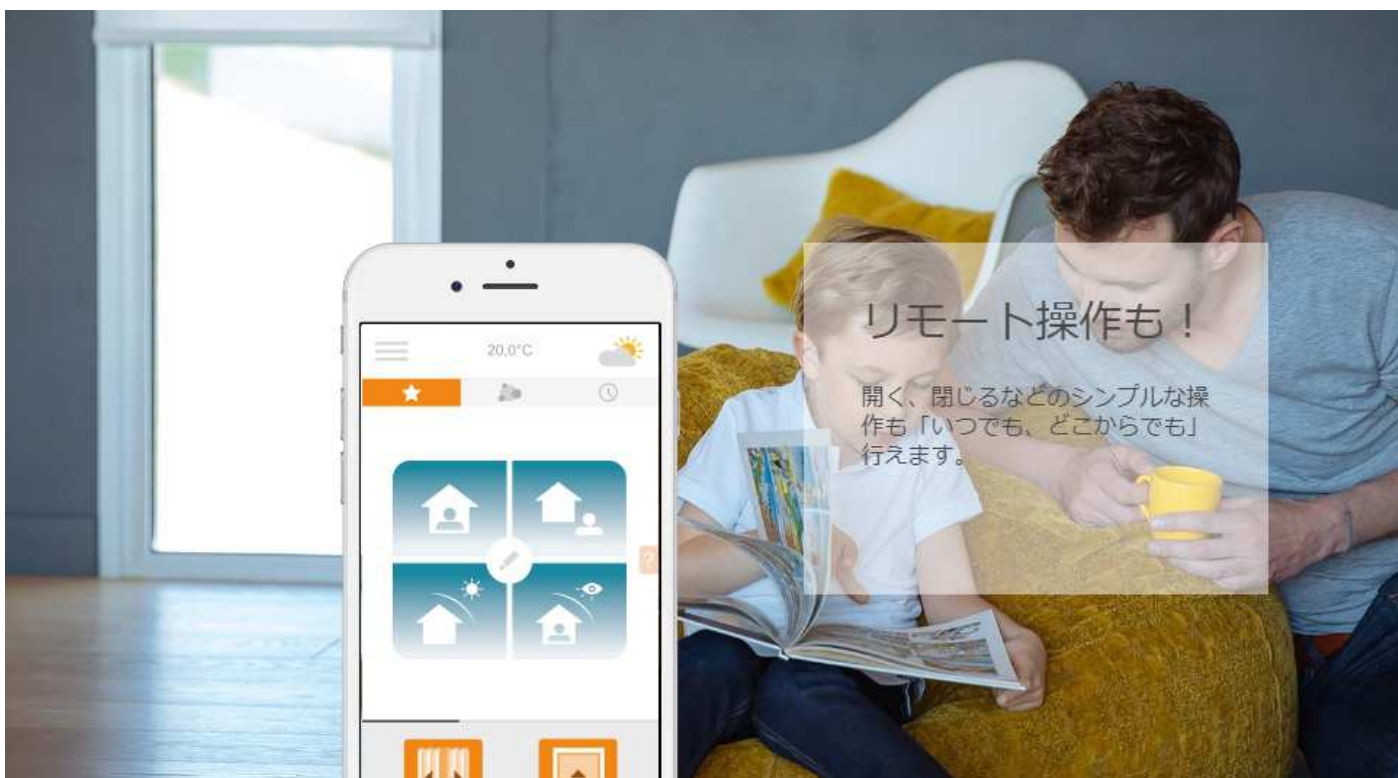 20,0°C
?
リモート操作も！
開く、閉じるなどのシンプルな操
作も「いつでも、どこからでも」
行えます。